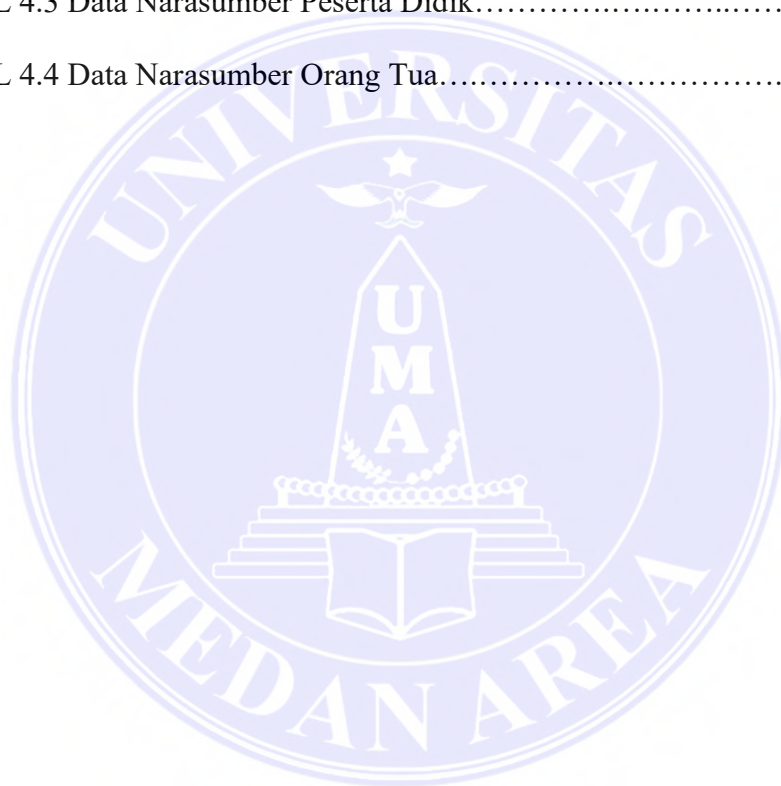 L 4.3 Data Narasumber Peserta Didik………….….……..…..
L 4.4 Data Narasumber Orang Tua….…………….…………….
UNIVERSITAS
U
M
A
MEDAN AREA